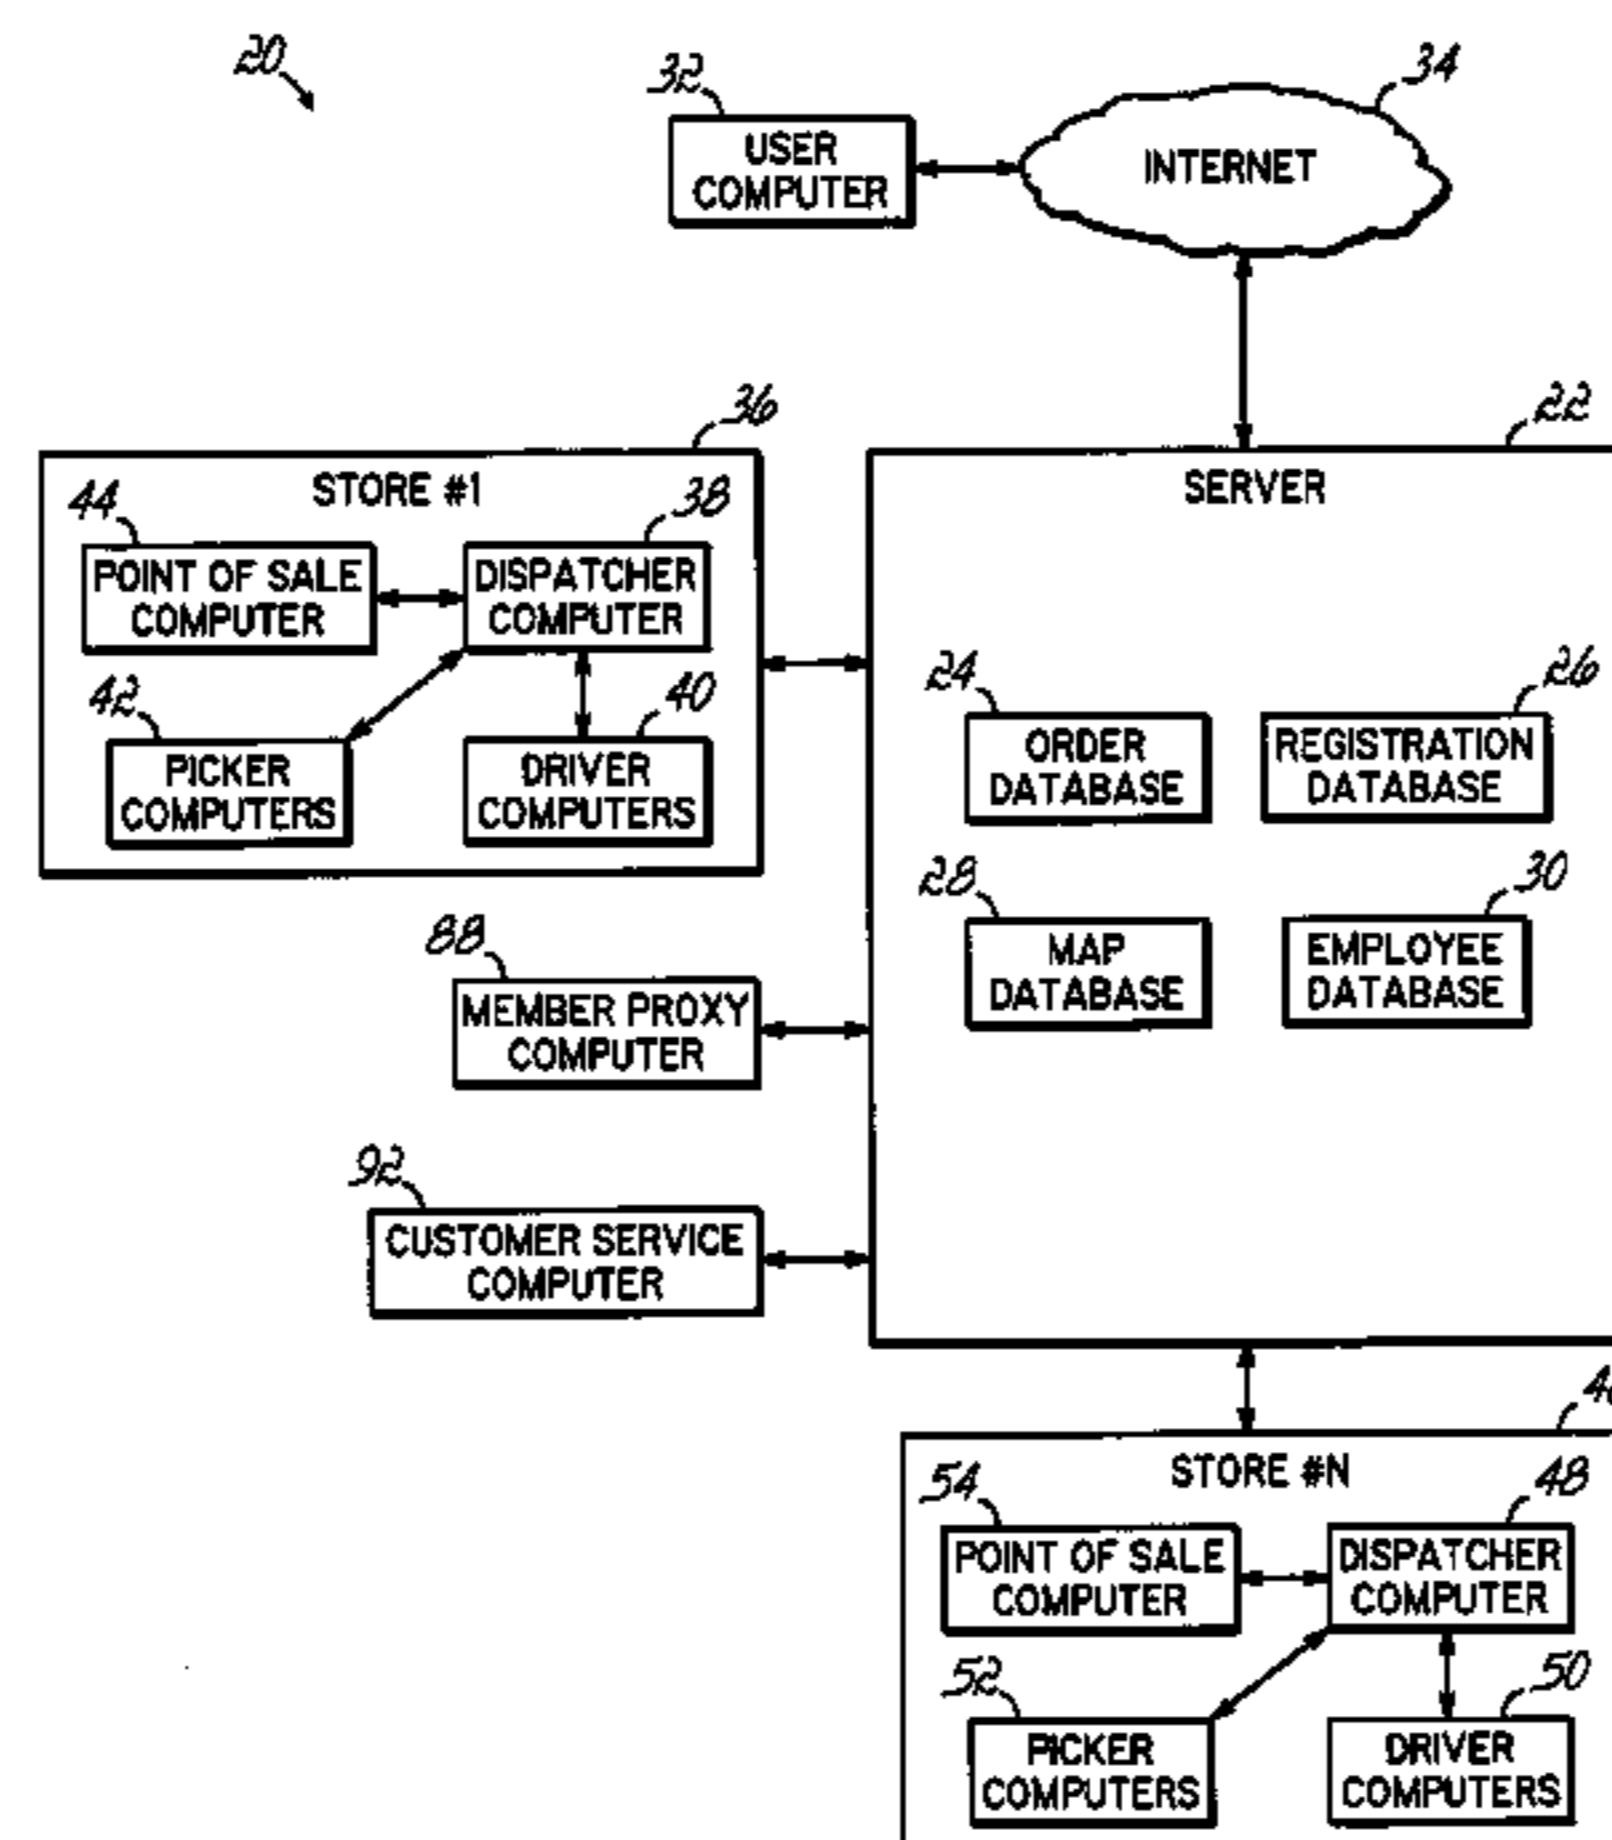 20
32
34
USER
COMPUTER
INTERNET
36
22
STORE #1
SERVER
44
38
POINT OF SALE
COMPUTER
DISPATCHER
COMPUTER
42
40
PICKER
COMPUTERS
DRIVER
COMPUTERS
24
26
ORDER
DATABASE
REGISTRATION
DATABASE
28
30
MAP
DATABASE
EMPLOYEE
DATABASE
88
MEMBER PROXY
COMPUTER
92
CUSTOMER SERVICE
COMPUTER
STORE #N
54
48
POINT OF SALE
COMPUTER
DISPATCHER
COMPUTER
52
50
PICKER
COMPUTERS
DRIVER
COMPUTERS